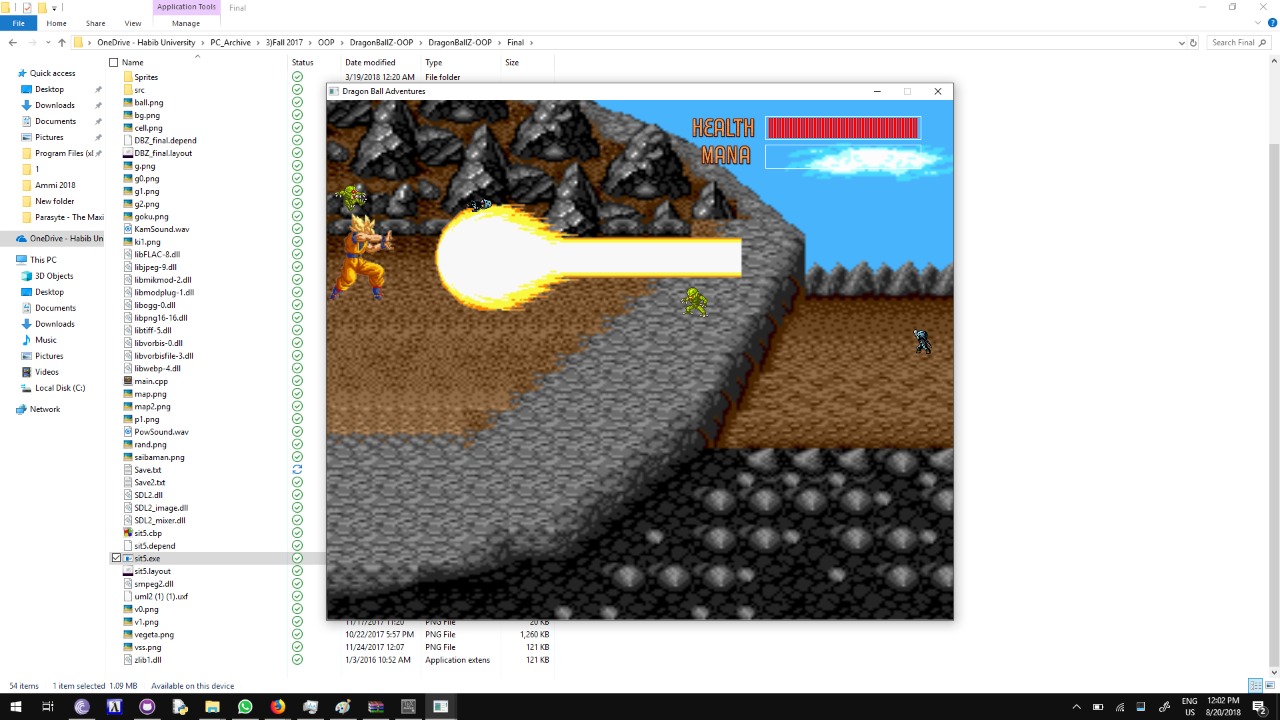 Application Tools Final
File Home Share View Manage
OneDrive - Habib University > PC_Archive > 3)Fall 2017 > OOP > DragonBallZ-OOP > DragonBallZ-OOP > Final > Search Final
Name Status Date modified Type Size
Quick access
Desktop
Downloads
Documents
Pictures
Program Files (x
1
Ammi 2018
New folder
Parasyte - The Maxi
OneDrive - Habib Un
This PC
3D Objects
Desktop
Documents
Downloads
Music
Pictures
Videos
Local Disk (C:)
Network
Sprites 3/19/2018 12:20 AM File folder
src
ball.png
bg.png
cell.png
DBZ_final.depend
DBZ_final.layout
g.png
g0.png
g1.png
g2.png
goku.png
KamSound.wav
ki1.png
libFLAC-8.dll
libjpeg-9.dll
libmikmod-2.dll
libmodplug-1.dll
libogg-0.dll
libpng16-16.dll
libtiff-5.dll
libvorbis-0.dll
libvorbisfile-3.dll
libwebp-4.dll
main.cpp
map.png
map2.png
p1.png
PowSound.wav
rand.png
saibaman.png
Save.txt
Save2.txt
SDL2.dll
SDL2_image.dll
SDL2_mixer.dll
sit5.cbp
sit5.depend
sit5.exe
sit5.layout
smpeg2.dll
uml2 (1) (1).uxf
v0.png
v1.png 11/17/2017 11:20 PNG File 20 KB
vegeta.png 10/22/2017 5:57 PM PNG File 1,260 KB
vss.png 11/24/2017 12:07 PNG File 121 KB
zlib1.dll 1/3/2016 10:52 AM Application extens 121 KB
Dragon Ball Adventures
HEALTH
MANA
54 items 1 item selected 1.09 MB Available on this device
ENG
US
12:02 PM
8/20/2018
2